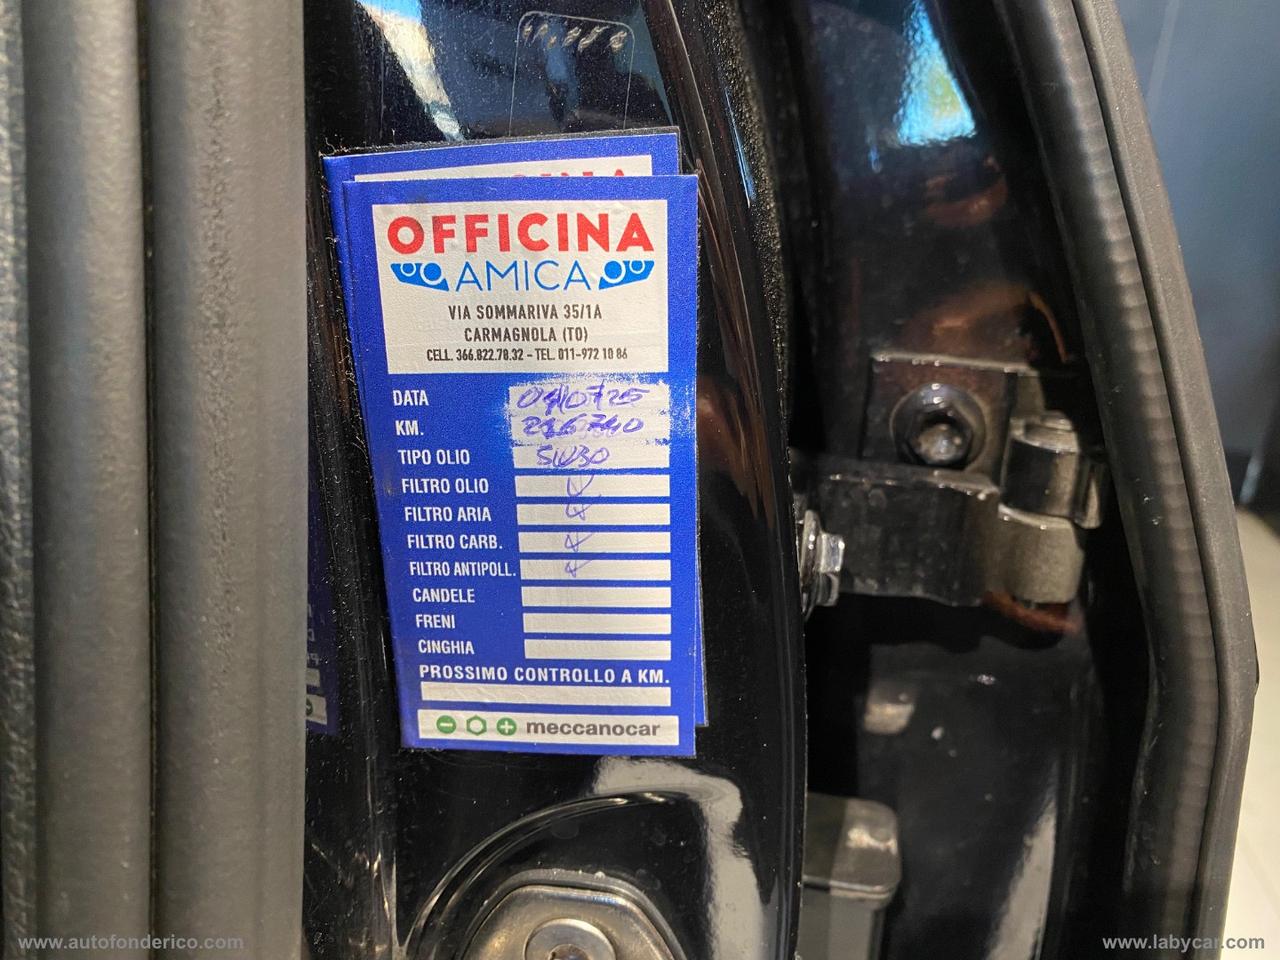 OFFICINA
AMICA
VIA SOMMARIVA 35/1A
CARMAGNOLA (TO)
CELL. 366.822.78.32 - TEL. 011-972 10 86
DATA
KM.
TIPO OLIO 5W30
FILTRO OLIO
FILTRO ARIA
FILTRO CARB.
FILTRO ANTIPOLL.
CANDELE
FRENI
CINGHIA
PROSSIMO CONTROLLO A KM.
meccanocar
www.autofonderico.com
www.labycar.com